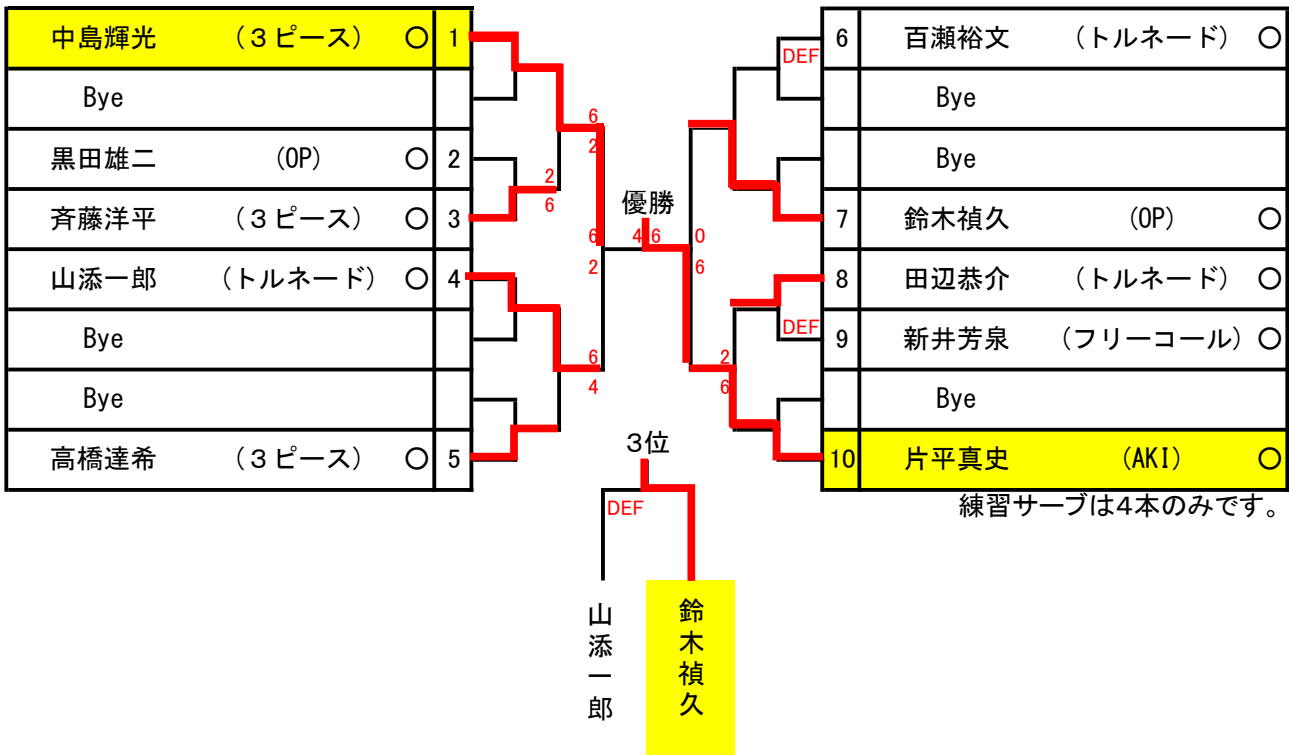 中島輝光 (3ピース) ○ 1
Bye
黒田雄二 (OP) ○ 2
斉藤洋平 (3ピース) ○ 3
山添一郎 (トルネード) ○ 4
Bye
Bye
高橋達希 (3ピース) ○ 5
6
2
2
6
6
2
6
4
優勝
4 6
0
6
2
6
DEF
DEF
6 百瀬裕文 (トルネード) ○
Bye
Bye
7 鈴木禎久 (OP) ○
8 田辺恭介 (トルネード) ○
9 新井芳泉 (フリーコール) ○
Bye
10 片平真史 (AKI) ○
練習サーブは4本のみです。
3位
DEF
山添一郎
鈴木禎久